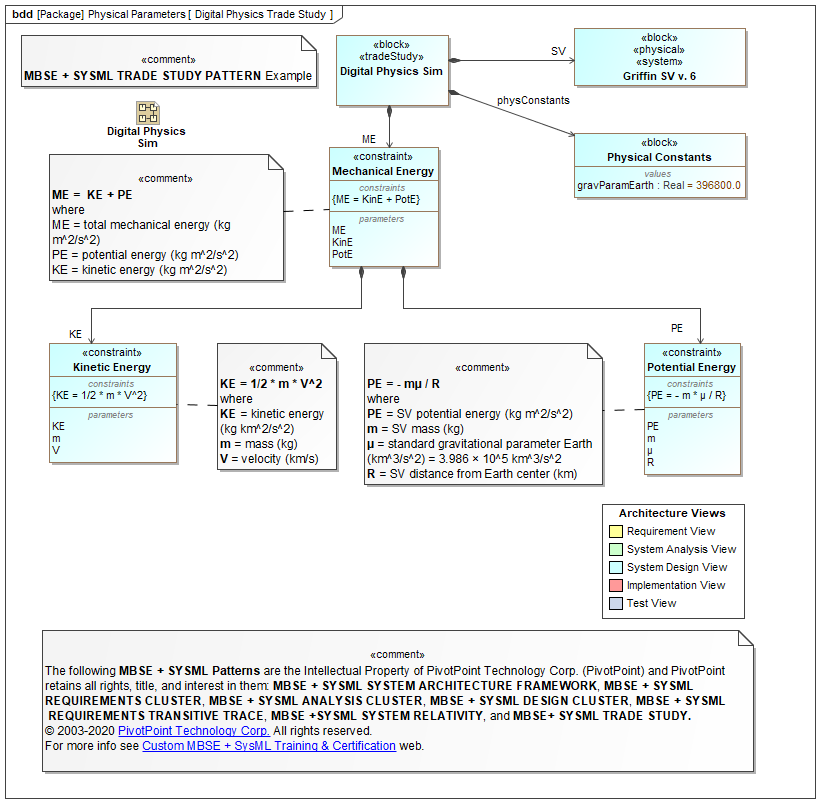 bdd [Package] Physical Parameters [ Digital Physics Trade Study ]
«comment»
MBSE + SYSML TRADE STUDY PATTERN Example
Digital Physics
Sim
«block»
«tradeStudy»
Digital Physics Sim
SV
«block»
«physical»
«system»
Griffin SV v. 6
physConstants
«block»
Physical Constants
values
gravParamEarth : Real = 396800.0
ME
«constraint»
Mechanical Energy
constraints
{ME = KinE + PotE}
parameters
ME
KinE
PotE
«comment»
ME = KE + PE
where
ME = total mechanical energy (kg
m^2/s^2)
PE = potential energy (kg m^2/s^2)
KE = kinetic energy (kg m^2/s^2)
KE
«constraint»
Kinetic Energy
constraints
{KE = 1/2 * m * V^2}
parameters
KE
m
V
«comment»
KE = 1/2 * m * V^2
where
KE = kinetic energy
(kg km^2/s^2)
m = mass (kg)
V = velocity (km/s)
«comment»
PE = - mµ / R
where
PE = SV potential energy (kg m^2/s^2)
m = SV mass (kg)
µ = standard gravitational parameter Earth
(km^3/s^2) = 3.986 × 10^5 km^3/s^2
R = SV distance from Earth center (km)
PE
«constraint»
Potential Energy
constraints
{PE = - m * µ / R}
parameters
PE
m
µ
R
Architecture Views
Requirement View
System Analysis View
System Design View
Implementation View
Test View
«comment»
The following MBSE + SYSML Patterns are the Intellectual Property of PivotPoint Technology Corp. (PivotPoint) and PivotPoint
retains all rights, title, and interest in them: MBSE + SYSML SYSTEM ARCHITECTURE FRAMEWORK, MBSE + SYSML
REQUIREMENTS CLUSTER, MBSE + SYSML ANALYSIS CLUSTER, MBSE + SYSML DESIGN CLUSTER, MBSE + SYSML
REQUIREMENTS TRANSITIVE TRACE, MBSE +SYSML SYSTEM RELATIVITY, and MBSE+ SYSML TRADE STUDY.
© 2003-2020 PivotPoint Technology Corp. All rights reserved.
For more info see Custom MBSE + SysML Training & Certification web.